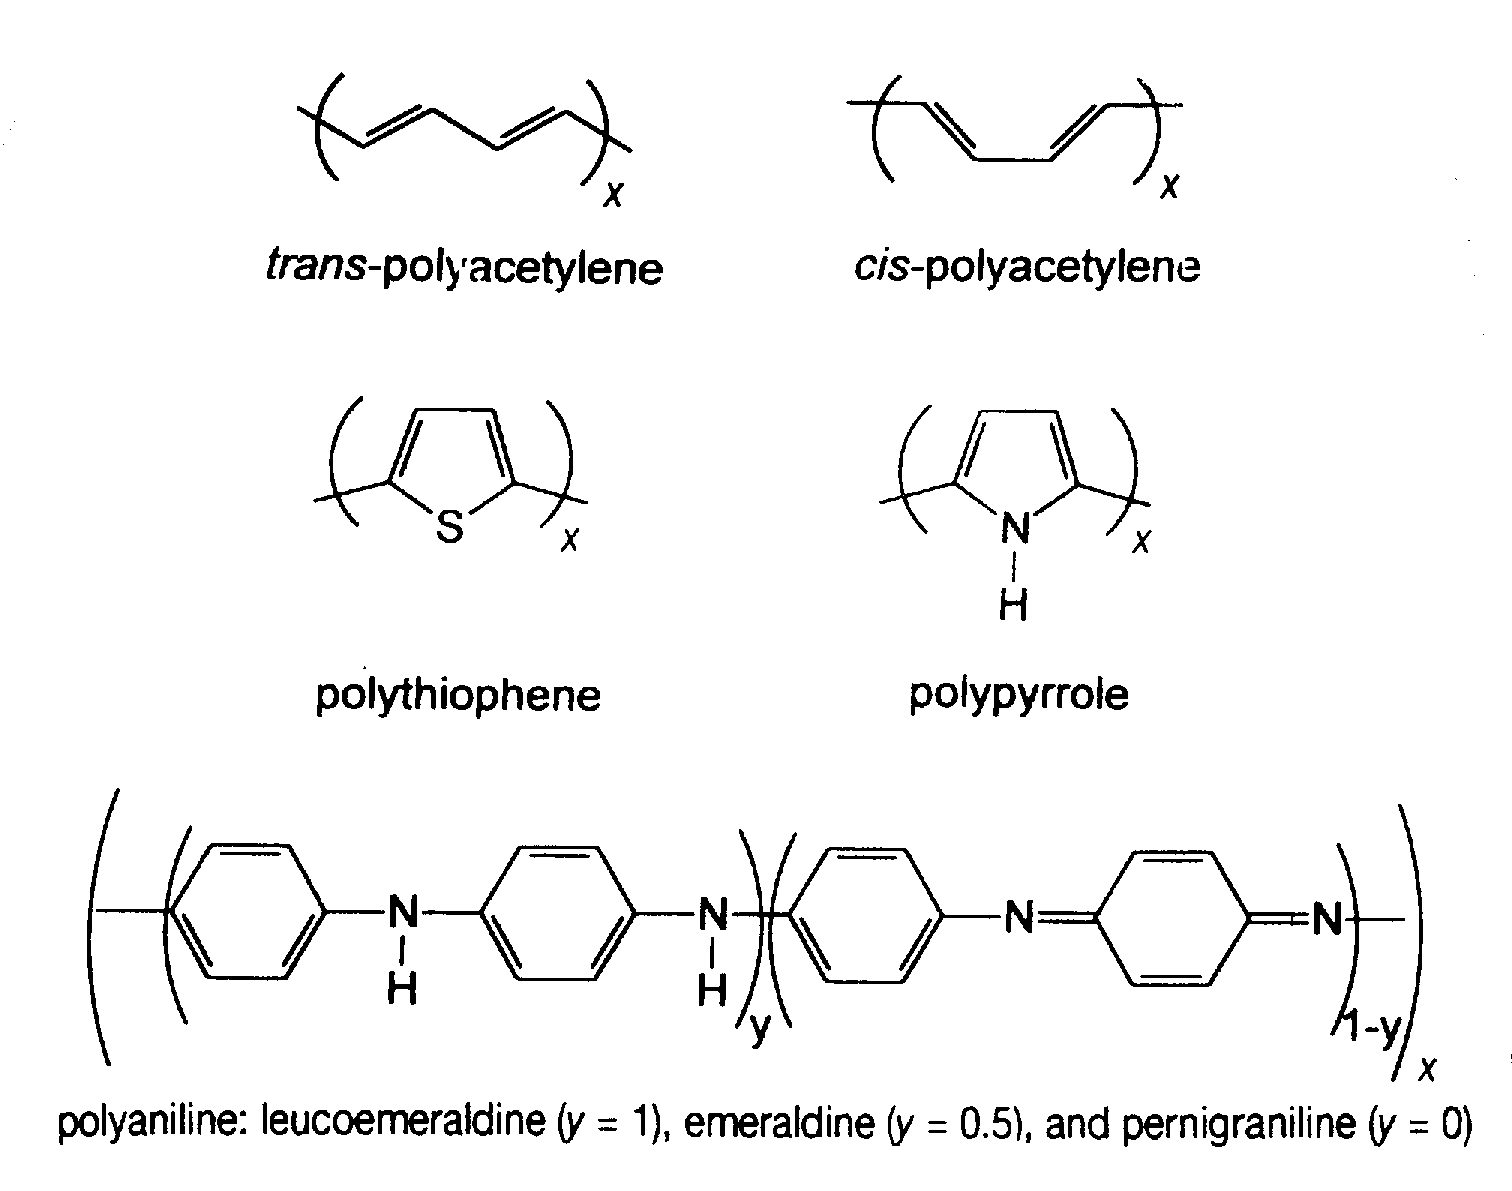 x x
trans-polyacetylene cis-polyacetylene
S x N x
H
polythiophene polypyrrole
N N N N
H H
y 1-y x
polyaniline: leucoemeraldine (y = 1), emeraldine (y = 0.5), and pernigraniline (y = 0)